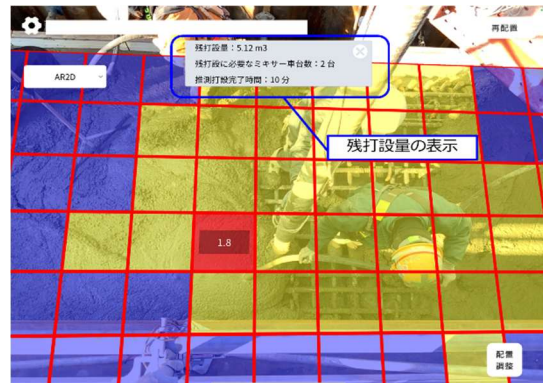 再配置
残打設量：5.12 m3
残打設に必要なミキサー車台数：2 台
推測打設完了時間：10 分
AR2D
残打設量の表示
1.8
配置
調整